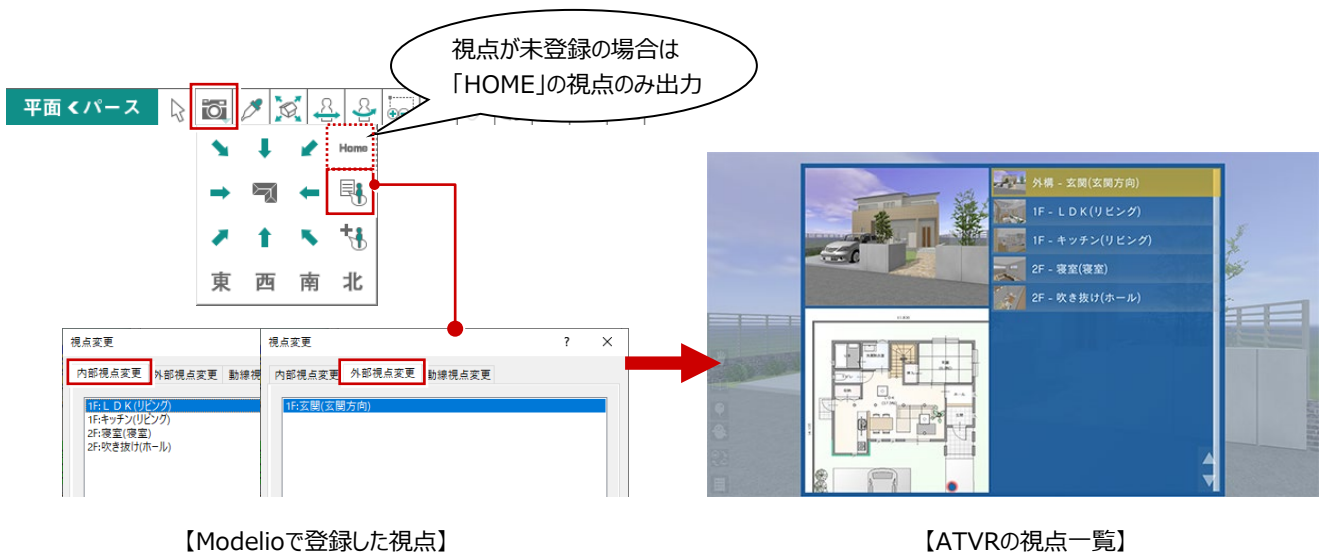 視点が未登録の場合は
「HOME」の視点のみ出力
平面＜パース
Home
東 西 南 北
視点変更
内部視点変更 外部視点変更 動線視
1F:ＬＤＫ(リビング)
1F:キッチン(リビング)
2F:寝室(寝室)
2F:吹き抜け(ホール)
視点変更 ? ×
内部視点変更 外部視点変更 動線視点変更
1F:玄関(玄関方向)
外構 - 玄関(玄関方向)
1F - ＬＤＫ(リビング)
1F - キッチン(リビング)
2F - 寝室(寝室)
2F - 吹き抜け(ホール)
【Modelioで登録した視点】
【ATVRの視点一覧】